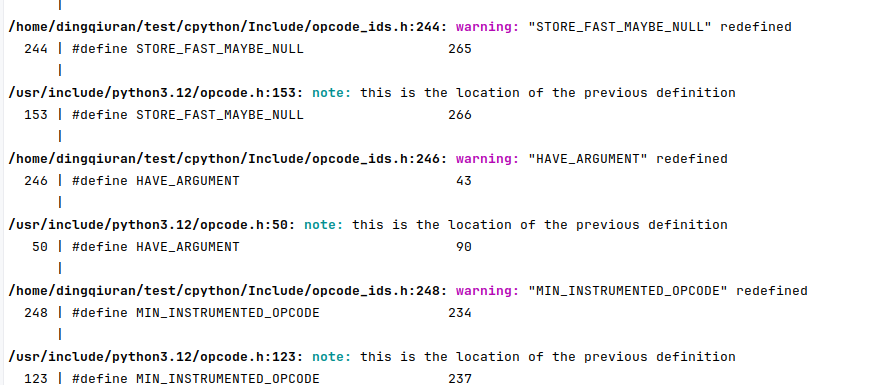 |
/home/dingqiuran/test/cpython/Include/opcode_ids.h:244: warning: "STORE_FAST_MAYBE_NULL" redefined
244 | #define STORE_FAST_MAYBE_NULL 265
|
/usr/include/python3.12/opcode.h:153: note: this is the location of the previous definition
153 | #define STORE_FAST_MAYBE_NULL 266
|
/home/dingqiuran/test/cpython/Include/opcode_ids.h:246: warning: "HAVE_ARGUMENT" redefined
246 | #define HAVE_ARGUMENT 43
|
/usr/include/python3.12/opcode.h:50: note: this is the location of the previous definition
50 | #define HAVE_ARGUMENT 90
|
/home/dingqiuran/test/cpython/Include/opcode_ids.h:248: warning: "MIN_INSTRUMENTED_OPCODE" redefined
248 | #define MIN_INSTRUMENTED_OPCODE 234
|
/usr/include/python3.12/opcode.h:123: note: this is the location of the previous definition
123 | #define MIN_INSTRUMENTED_OPCODE 237